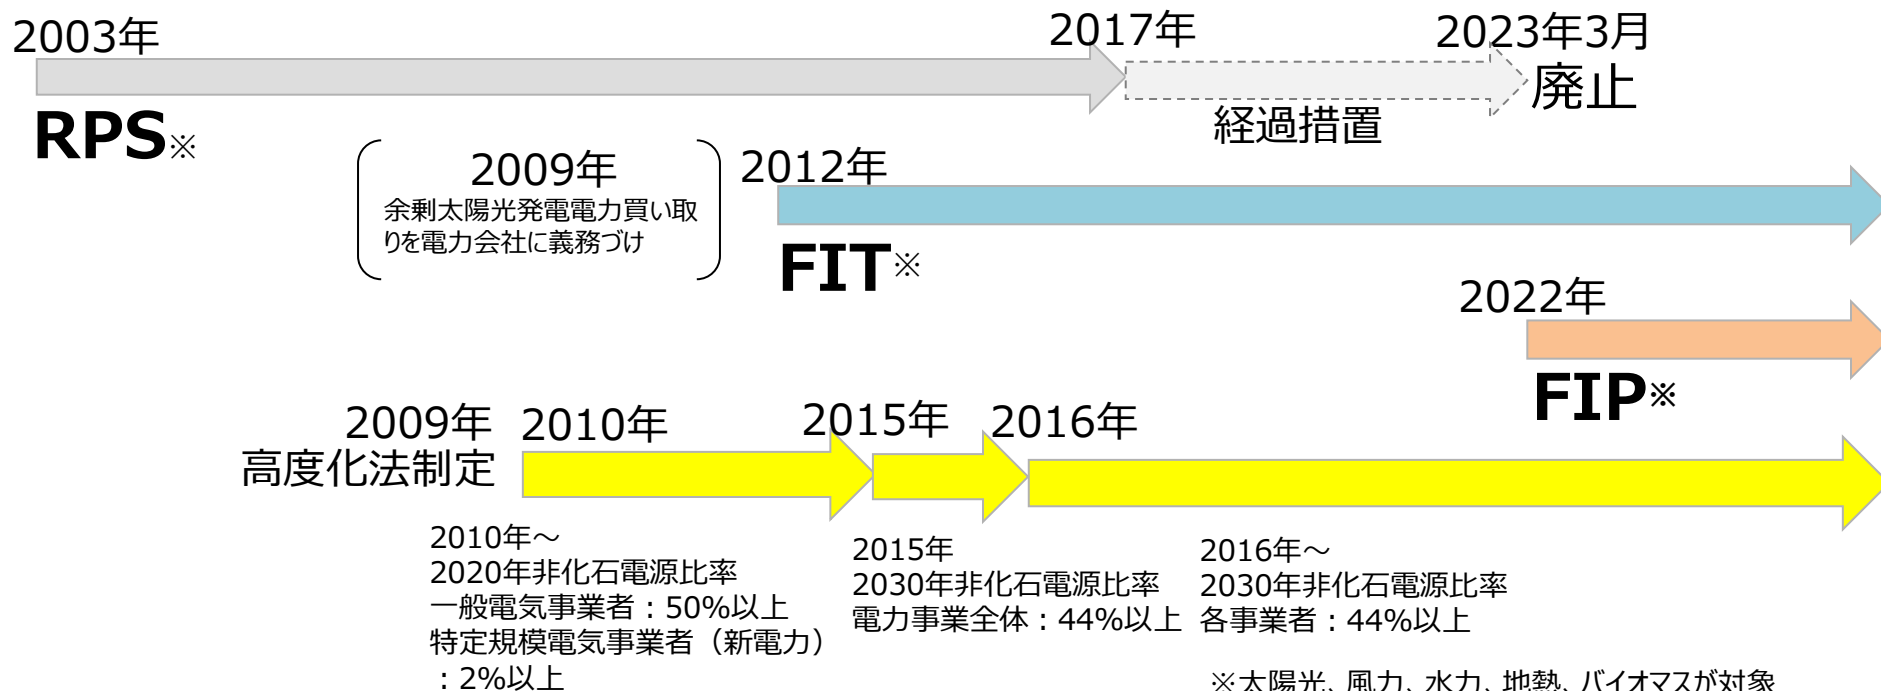 2003年
2017年
2023年3月
廃止
経過措置
RPS※
2009年
余剰太陽光発電電力買い取
りを電力会社に義務づけ
2012年
FIT※
2022年
FIP※
2009年
高度化法制定
2010年
2015年
2016年
2010年～
2020年非化石電源比率
一般電気事業者：50%以上
特定規模電気事業者（新電力）
：2%以上
2015年
2030年非化石電源比率
電力事業全体：44%以上
2016年～
2030年非化石電源比率
各事業者：44%以上
※太陽光、風力、水力、地熱、バイオマスが対象